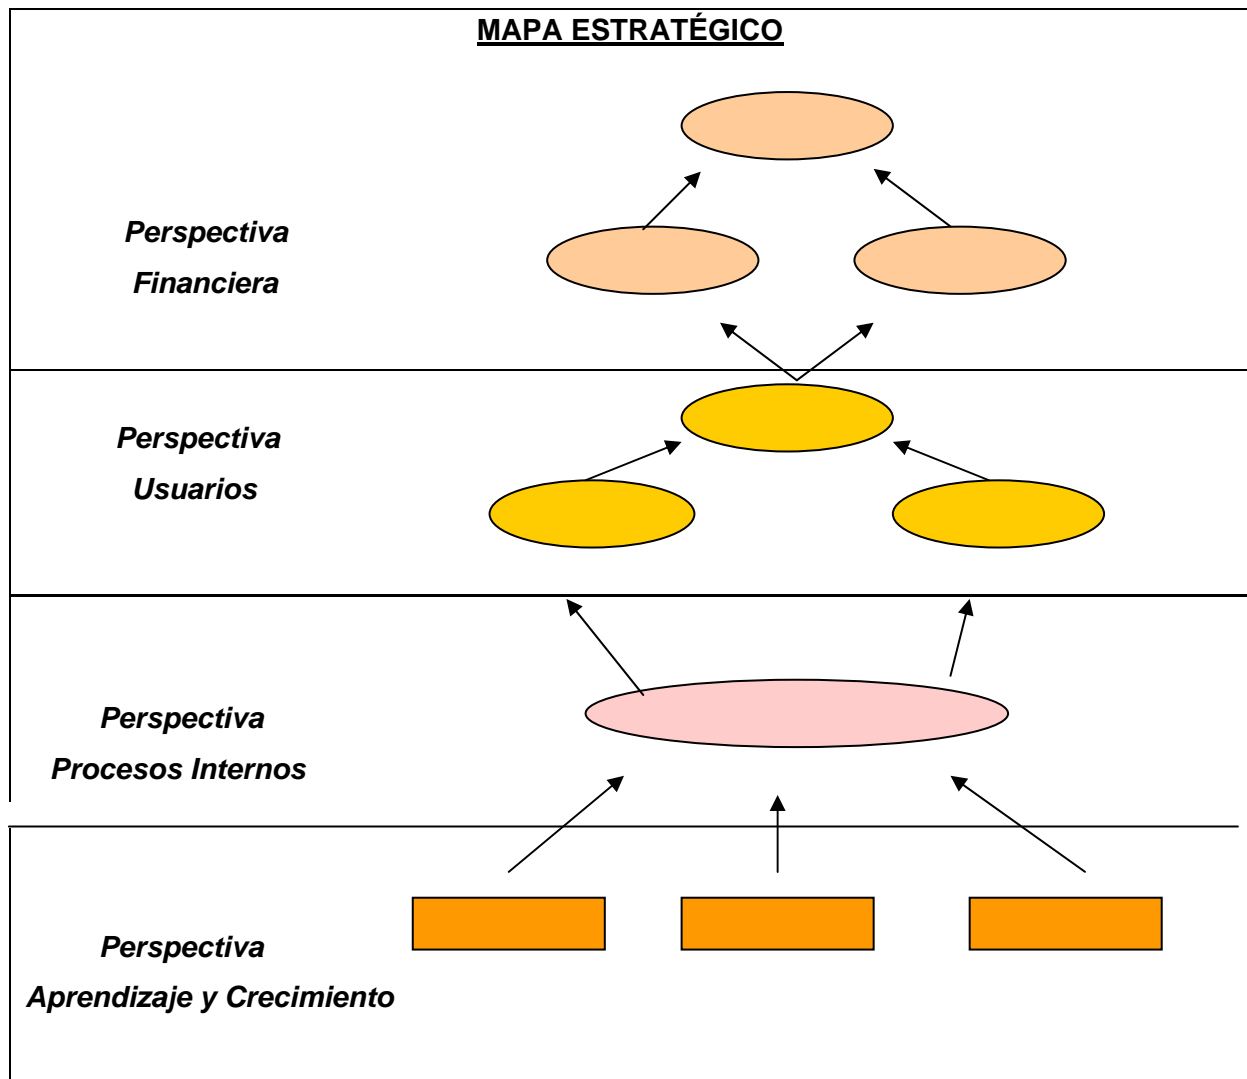 MAPA ESTRATÉGICO
Perspectiva
Financiera
Perspectiva
Usuarios
Perspectiva
Procesos Internos
Perspectiva
Aprendizaje y Crecimiento